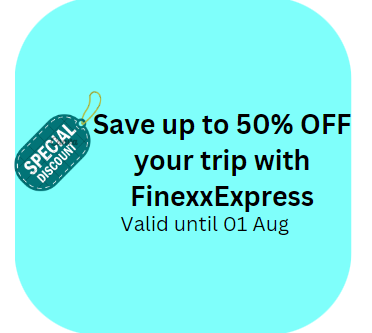 SPECIAL
DISCOUNT
Save up to 50% OFF
your trip with
FinexxExpress
Valid until 01 Aug